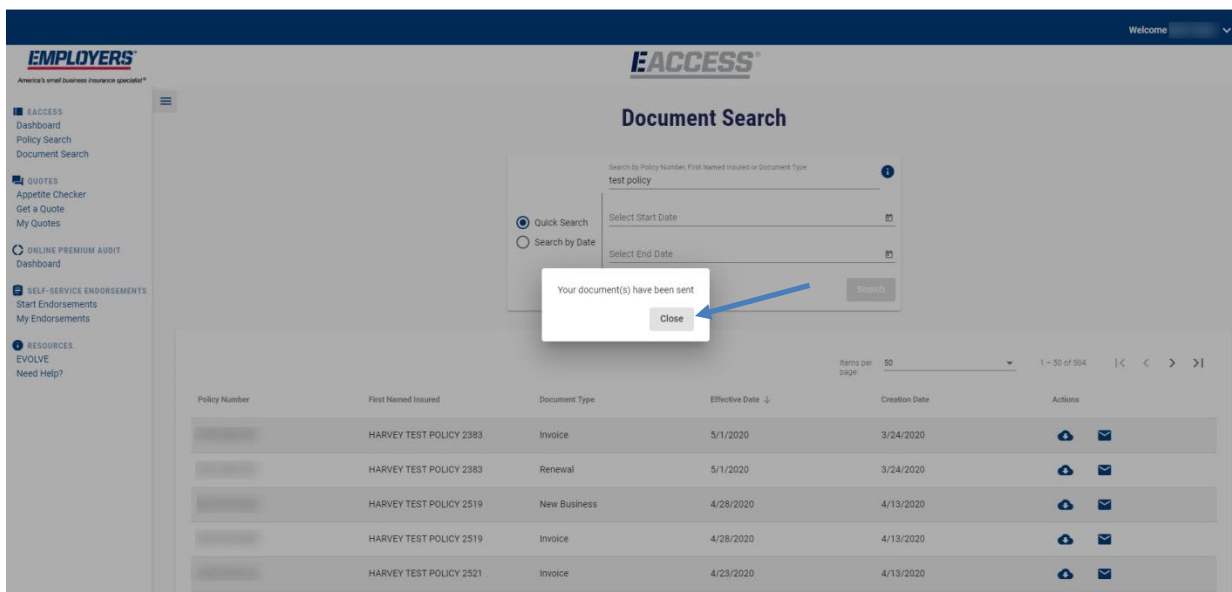 Welcome
EMPLOYERS®
America's small business insurance specialist®
EACCESS®
EACCESS
Dashboard
Policy Search
Document Search
QUOTES
Appetite Checker
Get a Quote
My Quotes
ONLINE PREMIUM AUDIT
Dashboard
SELF-SERVICE ENDORSEMENTS
Start Endorsements
My Endorsements
RESOURCES
EVOLVE
Need Help?
Document Search
Search by Policy Number, First Named Insured or Document Type
test policy
Quick Search
Search by Date
Select Start Date
Select End Date
Search
Your document(s) have been sent
Close
Items per page 50 1 – 50 of 504
Policy Number First Named Insured Document Type Effective Date ↓ Creation Date Actions
HARVEY TEST POLICY 2383 Invoice 5/1/2020 3/24/2020
HARVEY TEST POLICY 2383 Renewal 5/1/2020 3/24/2020
HARVEY TEST POLICY 2519 New Business 4/28/2020 4/13/2020
HARVEY TEST POLICY 2519 Invoice 4/28/2020 4/13/2020
HARVEY TEST POLICY 2521 Invoice 4/23/2020 4/13/2020